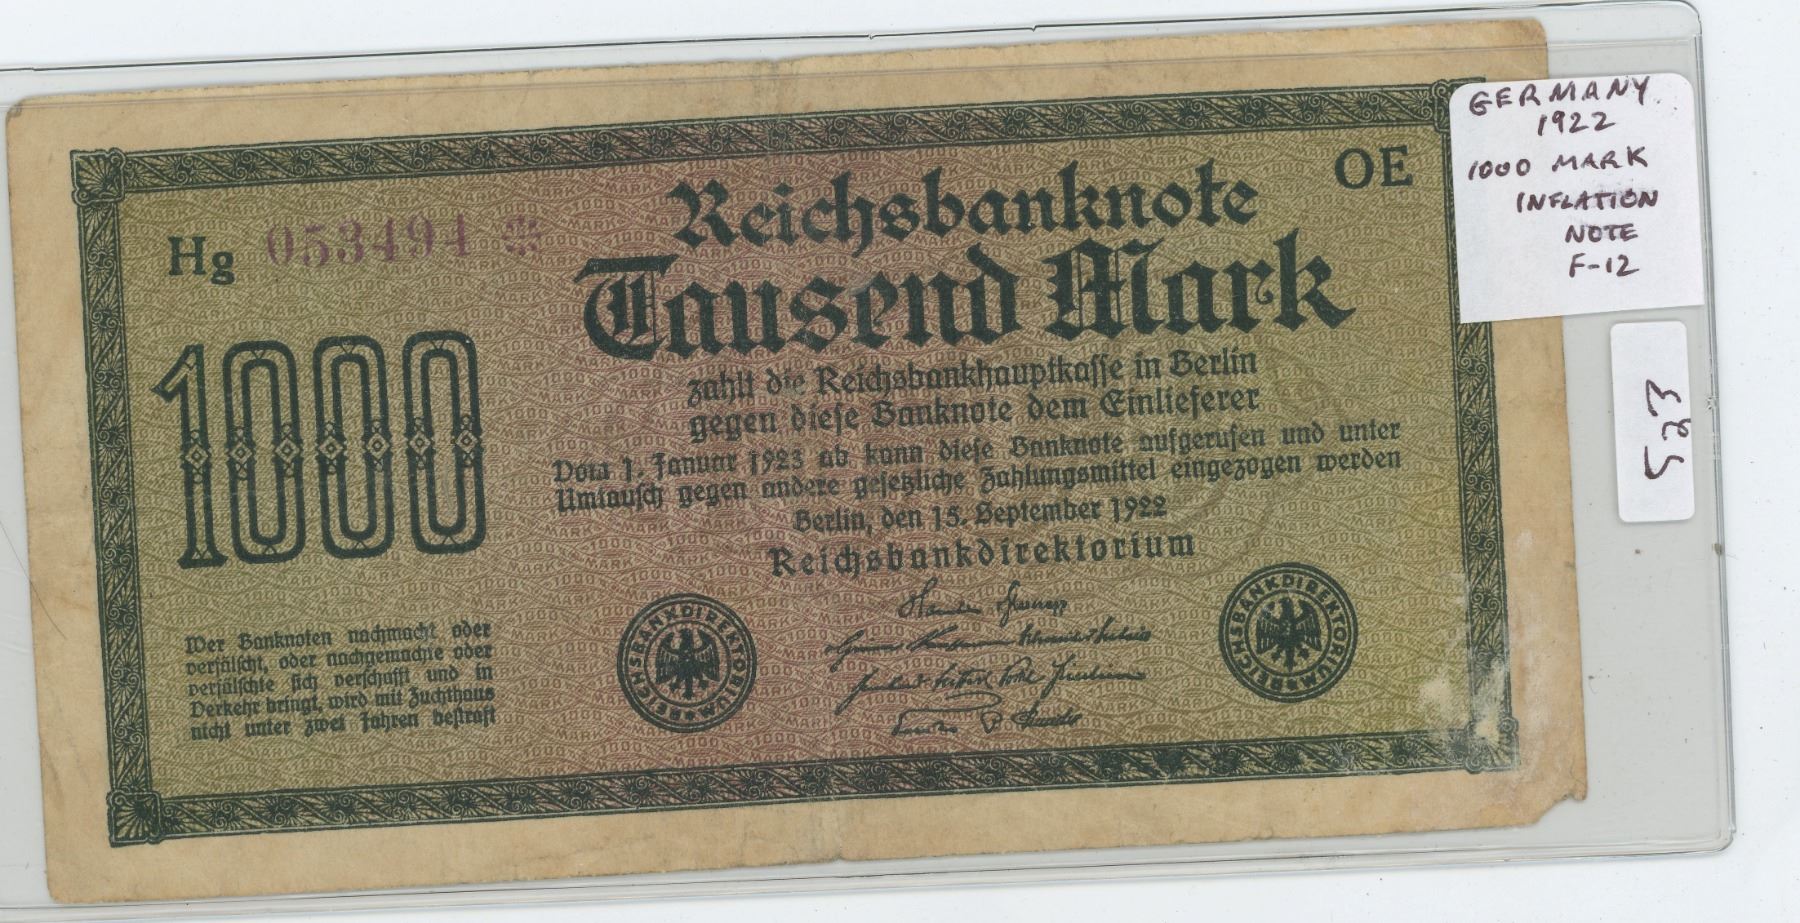 Hg 053494 *
OE
Reichsbanknote
Tausend Mark
zahlt die Reichsbankhauptkasse in Berlin
gegen diese Banknote dem Einlieferer
Vom 1. Januar 1923 ab kann diese Banknote aufgerufen und unter
Umtausch gegen andere gesetzliche Zahlungsmittel eingezogen werden
Berlin, den 15. September 1922
Reichsbankdirektorium
1000
Wer Banknoten nachmacht oder
verfälscht, oder nachgemachte oder
verfälschte sich verschafft und in
Verkehr bringt, wird mit Zuchthaus
nicht unter zwei Jahren bestraft
REICHSBANKDIREKTORIUM
REICHSBANKDIREKTORIUM
GERMANY
1922
1000 MARK
INFLATION
NOTE
F-12
523